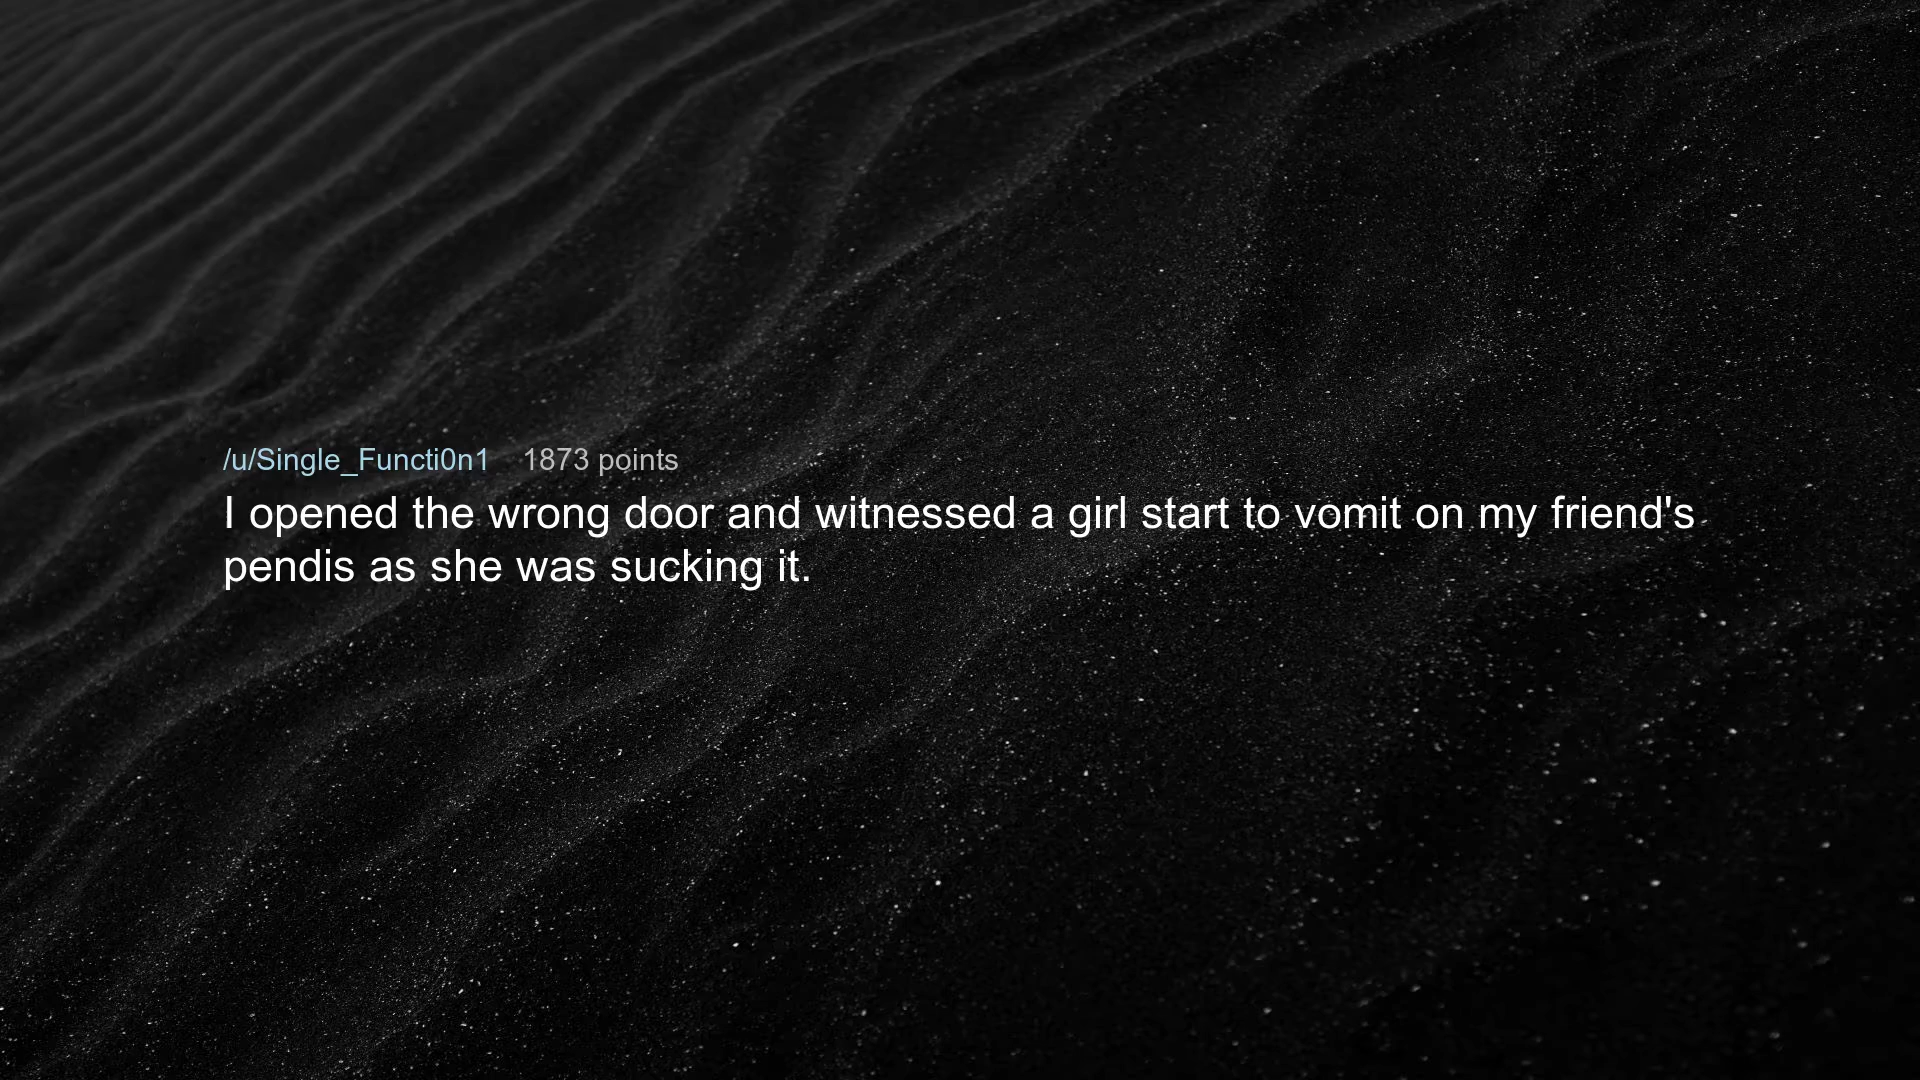 /u/Single_Functi0n1 1873 points
I opened the wrong door and witnessed a girl start to vomit on my friend's
pendis as she was sucking it.